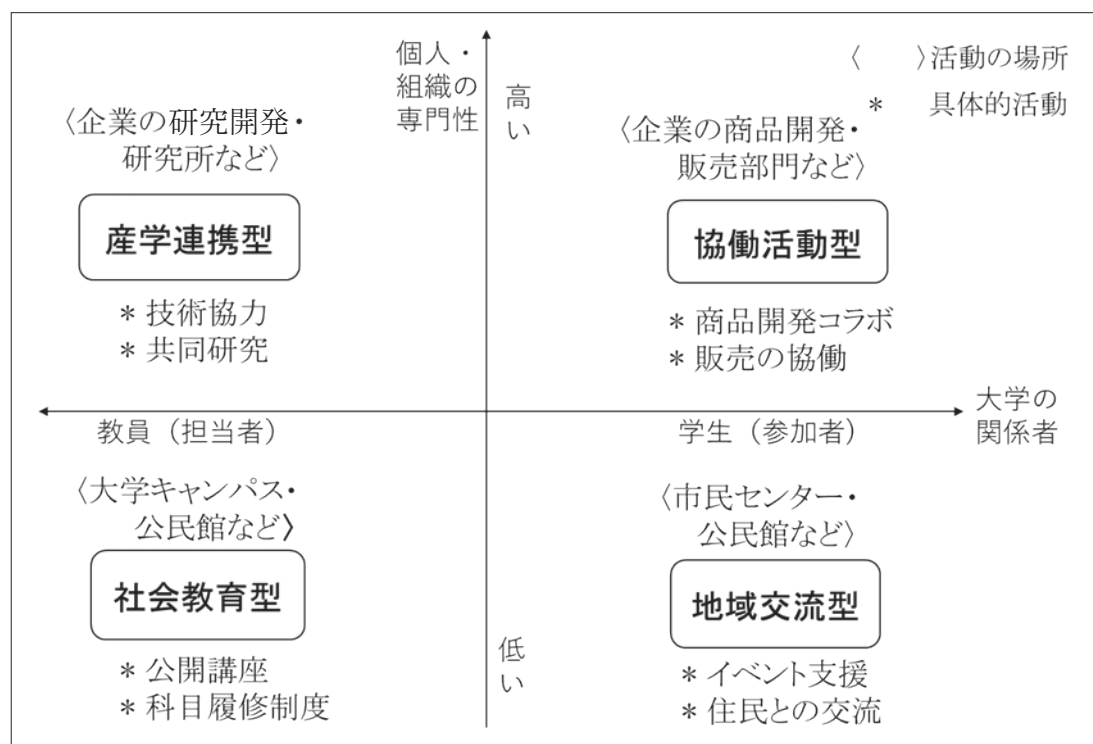 個人・
組織の
専門性
高い
〈　　〉活動の場所
＊　具体的活動
〈企業の研究開発・
研究所など〉
産学連携型
＊技術協力
＊共同研究
〈企業の商品開発・
販売部門など〉
協働活動型
＊商品開発コラボ
＊販売の協働
教員（担当者）
学生（参加者）
大学の
関係者
〈大学キャンパス・
公民館など〉
社会教育型
＊公開講座
＊科目履修制度
低い
〈市民センター・
公民館など〉
地域交流型
＊イベント支援
＊住民との交流